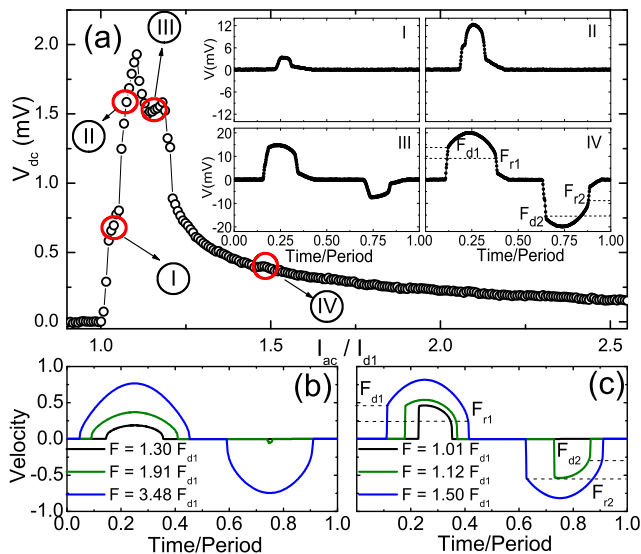 (a)
V_dc (mV)
2.0
1.5
1.0
0.5
0.0
I
II
III
IV
1.0
1.5
2.0
2.5
I_ac / I_d1
V(mV)
12
6
0
-6
-12
I
II
V(mV)
20
10
0
-10
-20
III
IV
F_d1
F_r1
F_r2
F_d2
0.00 0.25 0.50 0.75 1.00
0.25 0.50 0.75 1.00
Time/Period
Time/Period
(b)
Velocity
1.0
0.5
0.0
-0.5
-1.0
F = 1.30 F_d1
F = 1.91 F_d1
F = 3.48 F_d1
0.0 0.2 0.4 0.6 0.8
Time/Period
(c)
F_d1
F_r1
F_d2
F_r2
F = 1.01 F_d1
F = 1.12 F_d1
F = 1.50 F_d1
0.0 0.2 0.4 0.6 0.8 1.0
Time/Period